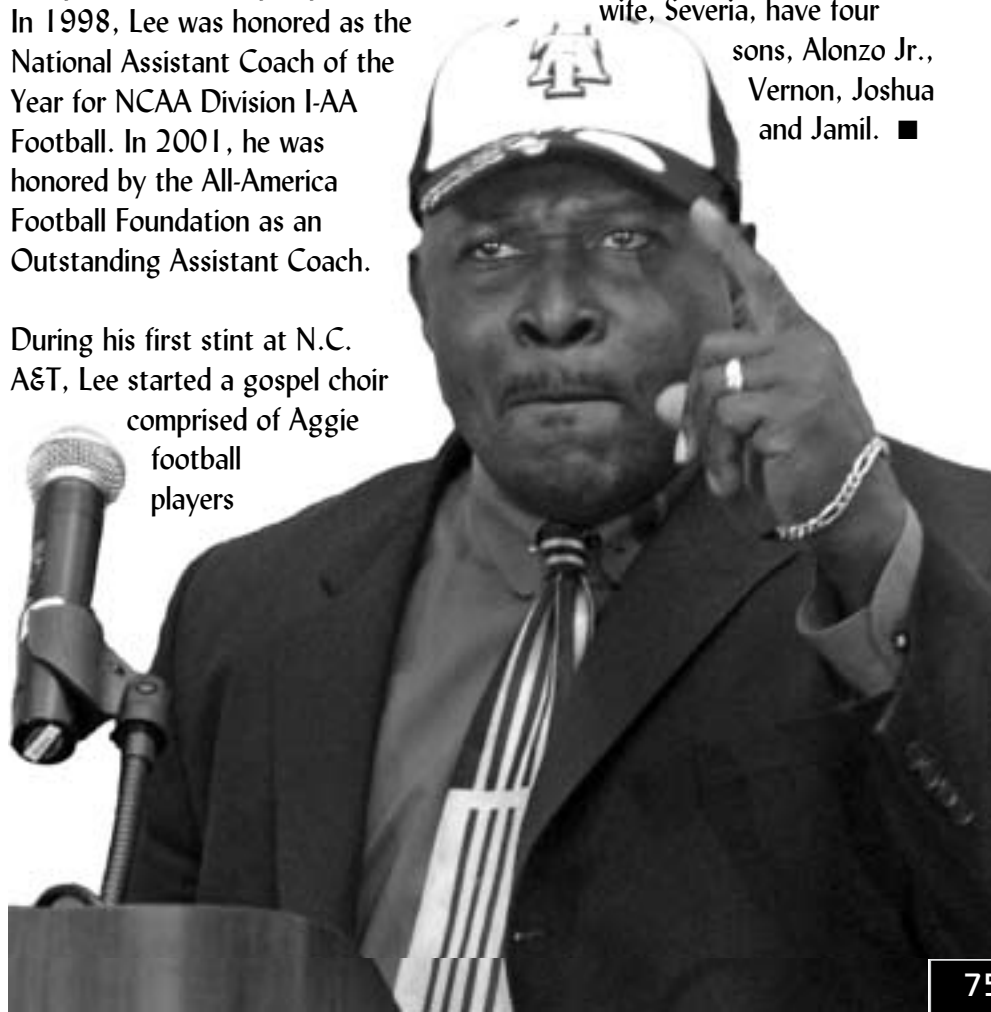 In 1998, Lee was honored as the
National Assistant Coach of the
Year for NCAA Division I-AA
Football. In 2001, he was
honored by the All-America
Football Foundation as an
Outstanding Assistant Coach.
During his first stint at N.C.
A&T, Lee started a gospel choir
comprised of Aggie
football
players
wife, Severia, have four
sons, Alonzo Jr.,
Vernon, Joshua
and Jamil. ■
AT
75